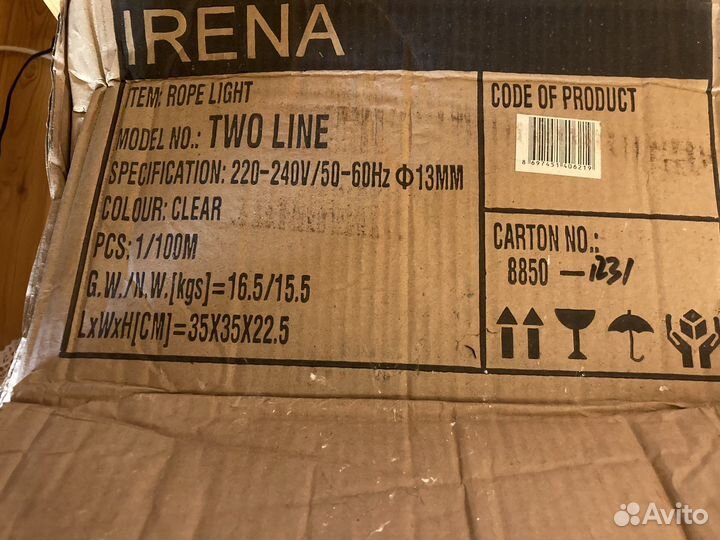 IRENA
ITEM: ROPE LIGHT
MODEL NO.: TWO LINE
SPECIFICATION: 220-240V/50-60Hz Φ13MM
COLOUR: CLEAR
PCS: 1/100M
G.W./N.W.[kgs]=16.5/15.5
LxWxH[CM]=35X35X22.5
CODE OF PRODUCT
8697451406219
CARTON NO.:
8850-1231
Avito